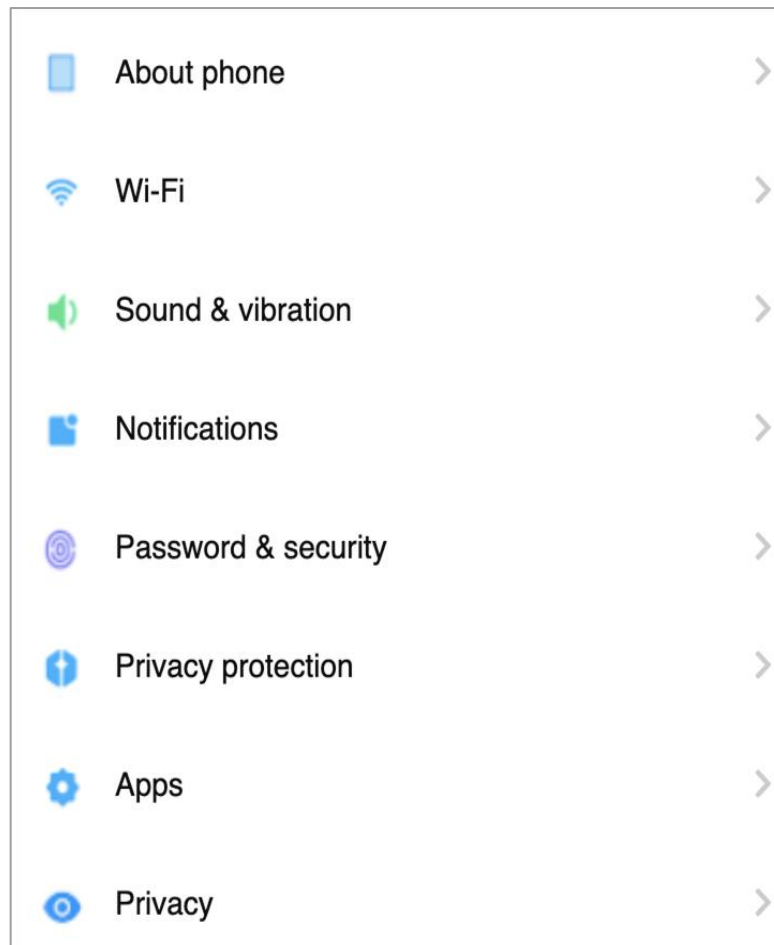 About phone
Wi-Fi
Sound & vibration
Notifications
Password & security
Privacy protection
Apps
Privacy